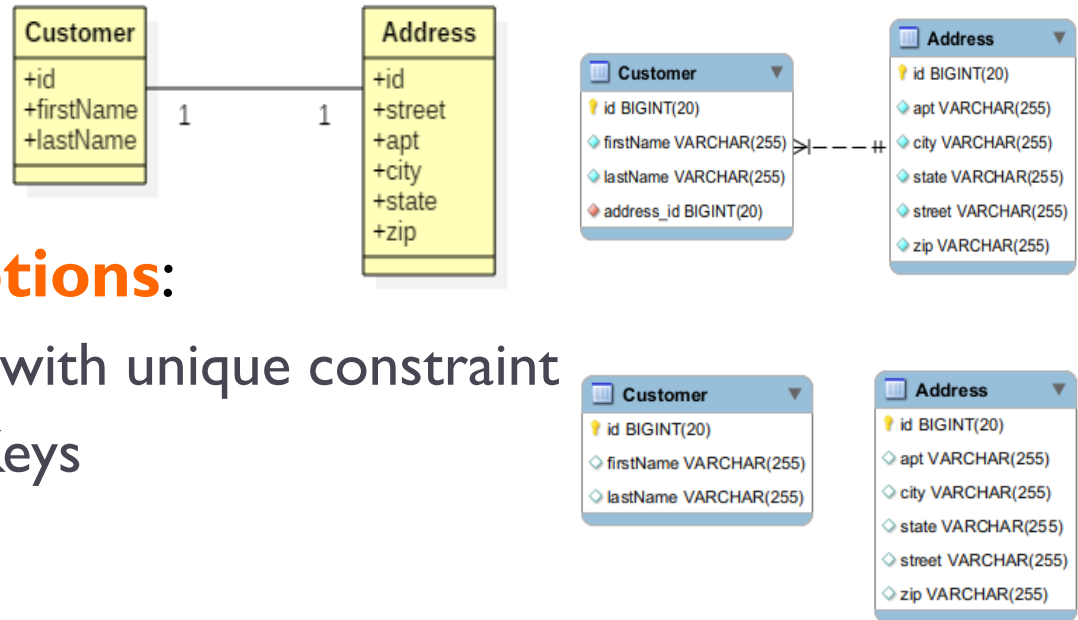 Customer
+id
+firstName
+lastName
1
1
Address
+id
+street
+apt
+city
+state
+zip
Customer
id BIGINT(20)
firstName VARCHAR(255)
lastName VARCHAR(255)
address_id BIGINT(20)
Address
id BIGINT(20)
apt VARCHAR(255)
city VARCHAR(255)
state VARCHAR(255)
street VARCHAR(255)
zip VARCHAR(255)
tions:
with unique constraint
Keys
Customer
id BIGINT(20)
firstName VARCHAR(255)
lastName VARCHAR(255)
Address
id BIGINT(20)
apt VARCHAR(255)
city VARCHAR(255)
state VARCHAR(255)
street VARCHAR(255)
zip VARCHAR(255)